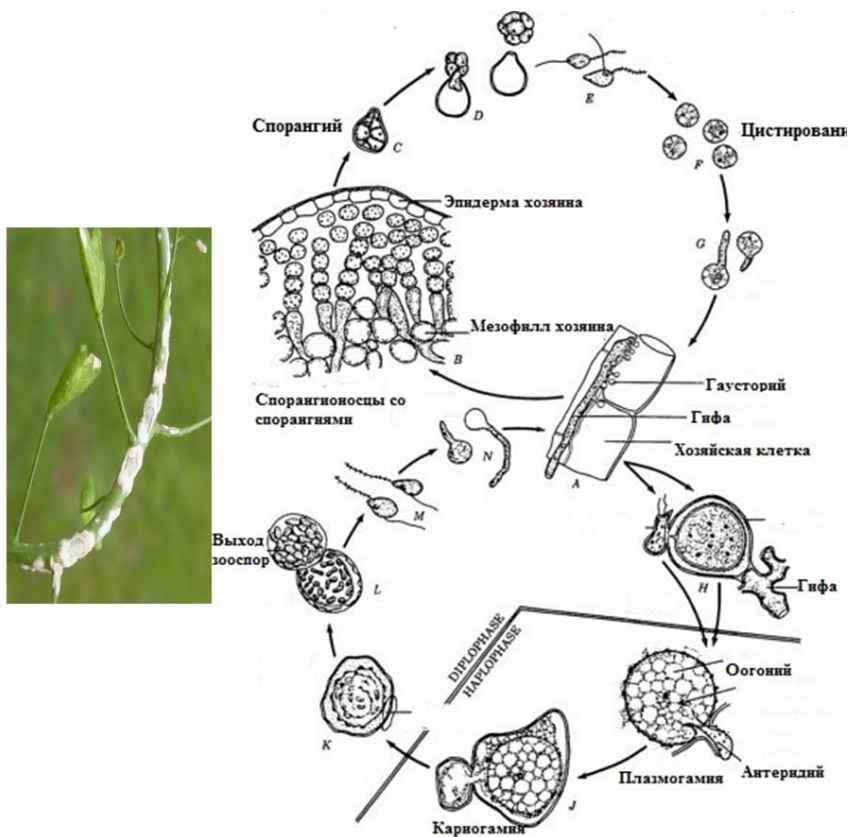 Спорангий
D
E
C
Цистировани
F
Эпидерма хозяина
G
Мезофилл хозяина
B
Спорангионосцы со
спорангиями
Гаусторий
Гифа
Хозяйская клетка
A
N
M
Выход
зооспор
L
H
Гифа
DIPLOPHASE
HAPLOPHASE
Оогоний
K
Плазмогамия
Антеридий
J
Кариогамия